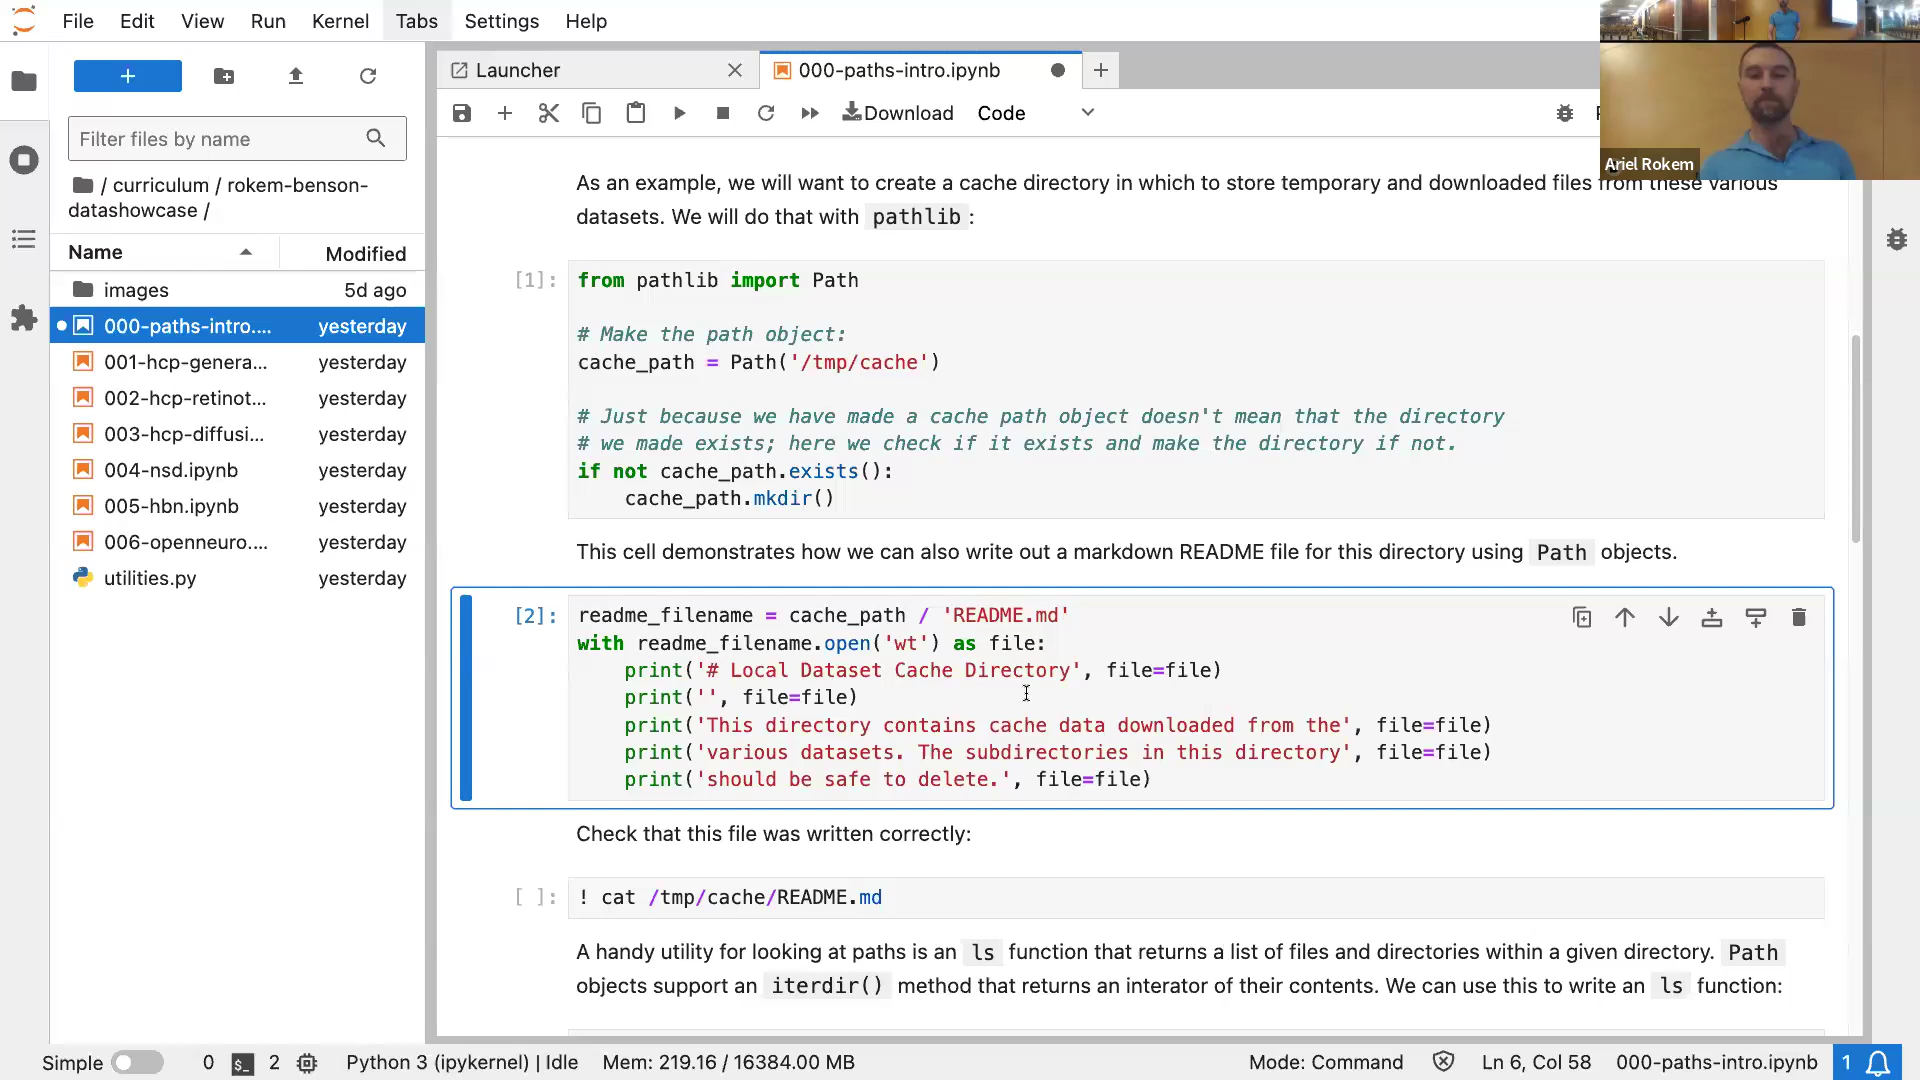 File Edit View Run Kernel Tabs Settings Help
Launcher
000-paths-intro.ipynb
Download Code
Filter files by name
/ curriculum / rokem-benson-
datashowcase /
Name Modified
images 5d ago
000-paths-intro.... yesterday
001-hcp-genera... yesterday
002-hcp-retinot... yesterday
003-hcp-diffusi... yesterday
004-nsd.ipynb yesterday
005-hbn.ipynb yesterday
006-openneuro.... yesterday
utilities.py yesterday
Ariel Rokem
As an example, we will want to create a cache directory in which to store temporary and downloaded files from these various
datasets. We will do that with pathlib :
[1]: from pathlib import Path
# Make the path object:
cache_path = Path('/tmp/cache')
# Just because we have made a cache path object doesn't mean that the directory
# we made exists; here we check if it exists and make the directory if not.
if not cache_path.exists():
    cache_path.mkdir()
This cell demonstrates how we can also write out a markdown README file for this directory using Path objects.
[2]: readme_filename = cache_path / 'README.md'
with readme_filename.open('wt') as file:
    print('# Local Dataset Cache Directory', file=file)
    print('', file=file)
    print('This directory contains cache data downloaded from the', file=file)
    print('various datasets. The subdirectories in this directory', file=file)
    print('should be safe to delete.', file=file)
Check that this file was written correctly:
[ ]: ! cat /tmp/cache/README.md
A handy utility for looking at paths is an ls function that returns a list of files and directories within a given directory. Path
objects support an iterdir() method that returns an interator of their contents. We can use this to write an ls function:
Simple 0 $_ 2 Python 3 (ipykernel) | Idle Mem: 219.16 / 16384.00 MB Mode: Command Ln 6, Col 58 000-paths-intro.ipynb 1